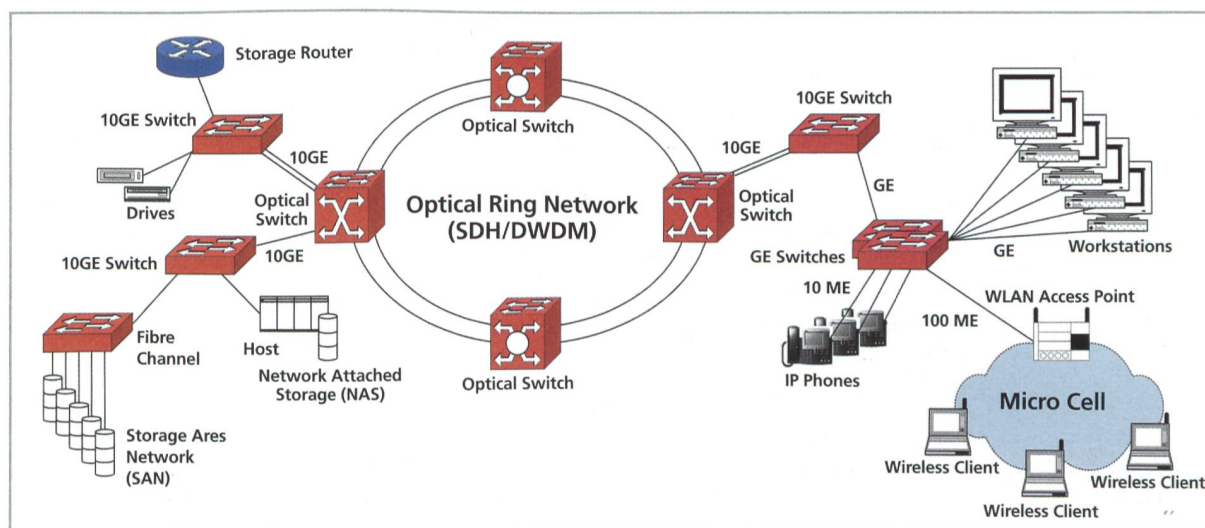 Storage Router
10GE Switch
10GE
Drives
Optical
Switch
10GE Switch
10GE
Fibre
Channel
Host
Network Attached
Storage (NAS)
Storage Ares
Network
(SAN)
Optical Switch
Optical Ring Network
(SDH/DWDM)
Optical Switch
10GE Switch
10GE
Optical
Switch
GE
GE Switches
GE
Workstations
10 ME
IP Phones
100 ME
WLAN Access Point
Micro Cell
Wireless Client
Wireless Client
Wireless Client